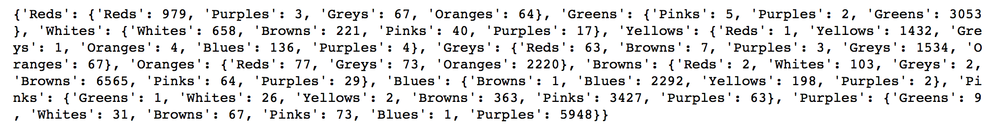 {'Reds': {'Reds': 979, 'Purples': 3, 'Greys': 67, 'Oranges': 64}, 'Greens': {'Pinks': 5, 'Purples': 2, 'Greens': 3053
}, 'Whites': {'Whites': 658, 'Browns': 221, 'Pinks': 40, 'Purples': 17}, 'Yellows': {'Reds': 1, 'Yellows': 1432, 'Gre
ys': 1, 'Oranges': 4, 'Blues': 136, 'Purples': 4}, 'Greys': {'Reds': 63, 'Browns': 7, 'Purples': 3, 'Greys': 1534, 'O
ranges': 67}, 'Oranges': {'Reds': 77, 'Greys': 73, 'Oranges': 2220}, 'Browns': {'Reds': 2, 'Whites': 103, 'Greys': 2,
'Browns': 6565, 'Pinks': 64, 'Purples': 29}, 'Blues': {'Browns': 1, 'Blues': 2292, 'Yellows': 198, 'Purples': 2}, 'Pi
nks': {'Greens': 1, 'Whites': 26, 'Yellows': 2, 'Browns': 363, 'Pinks': 3427, 'Purples': 63}, 'Purples': {'Greens': 9
, 'Whites': 31, 'Browns': 67, 'Pinks': 73, 'Blues': 1, 'Purples': 5948}}